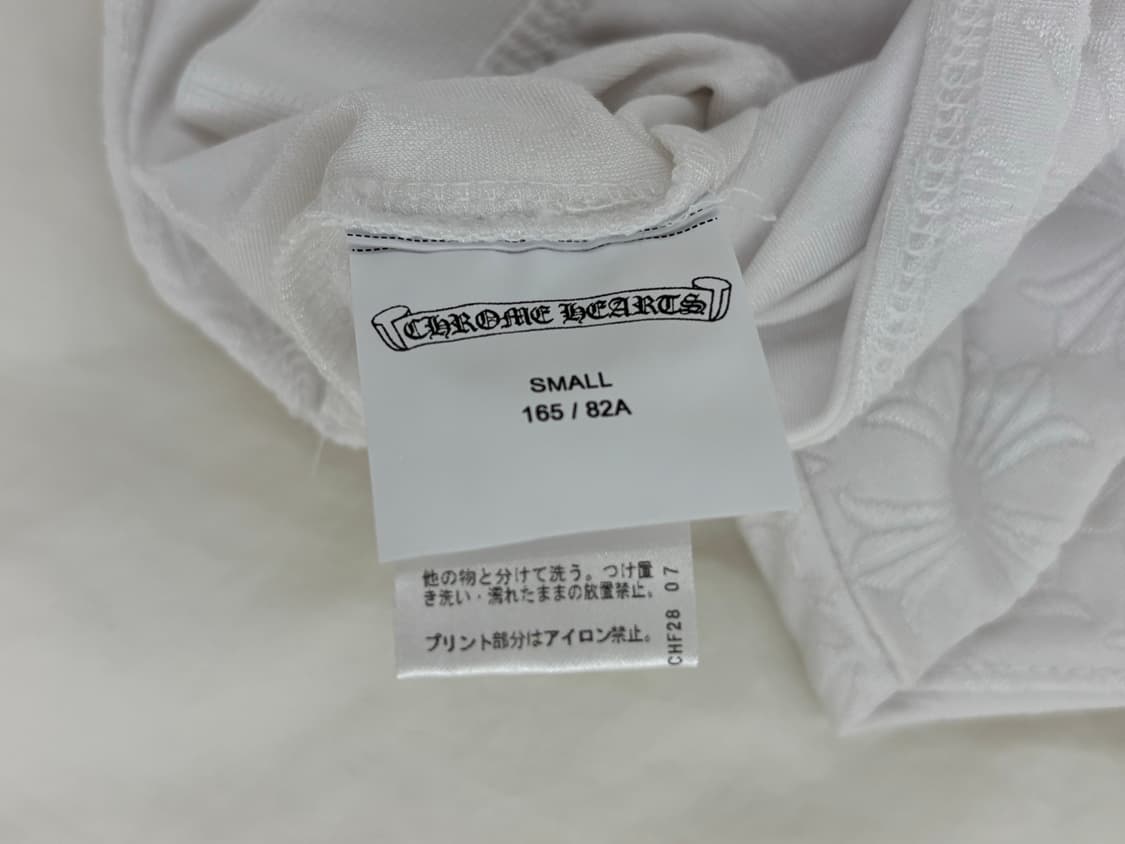 CHROME HEARTS
SMALL
165 / 82A
他の物と分けて洗う。つけ置
き洗い・濡れたままの放置禁止。
プリント部分はアイロン禁止。
CHF28 07